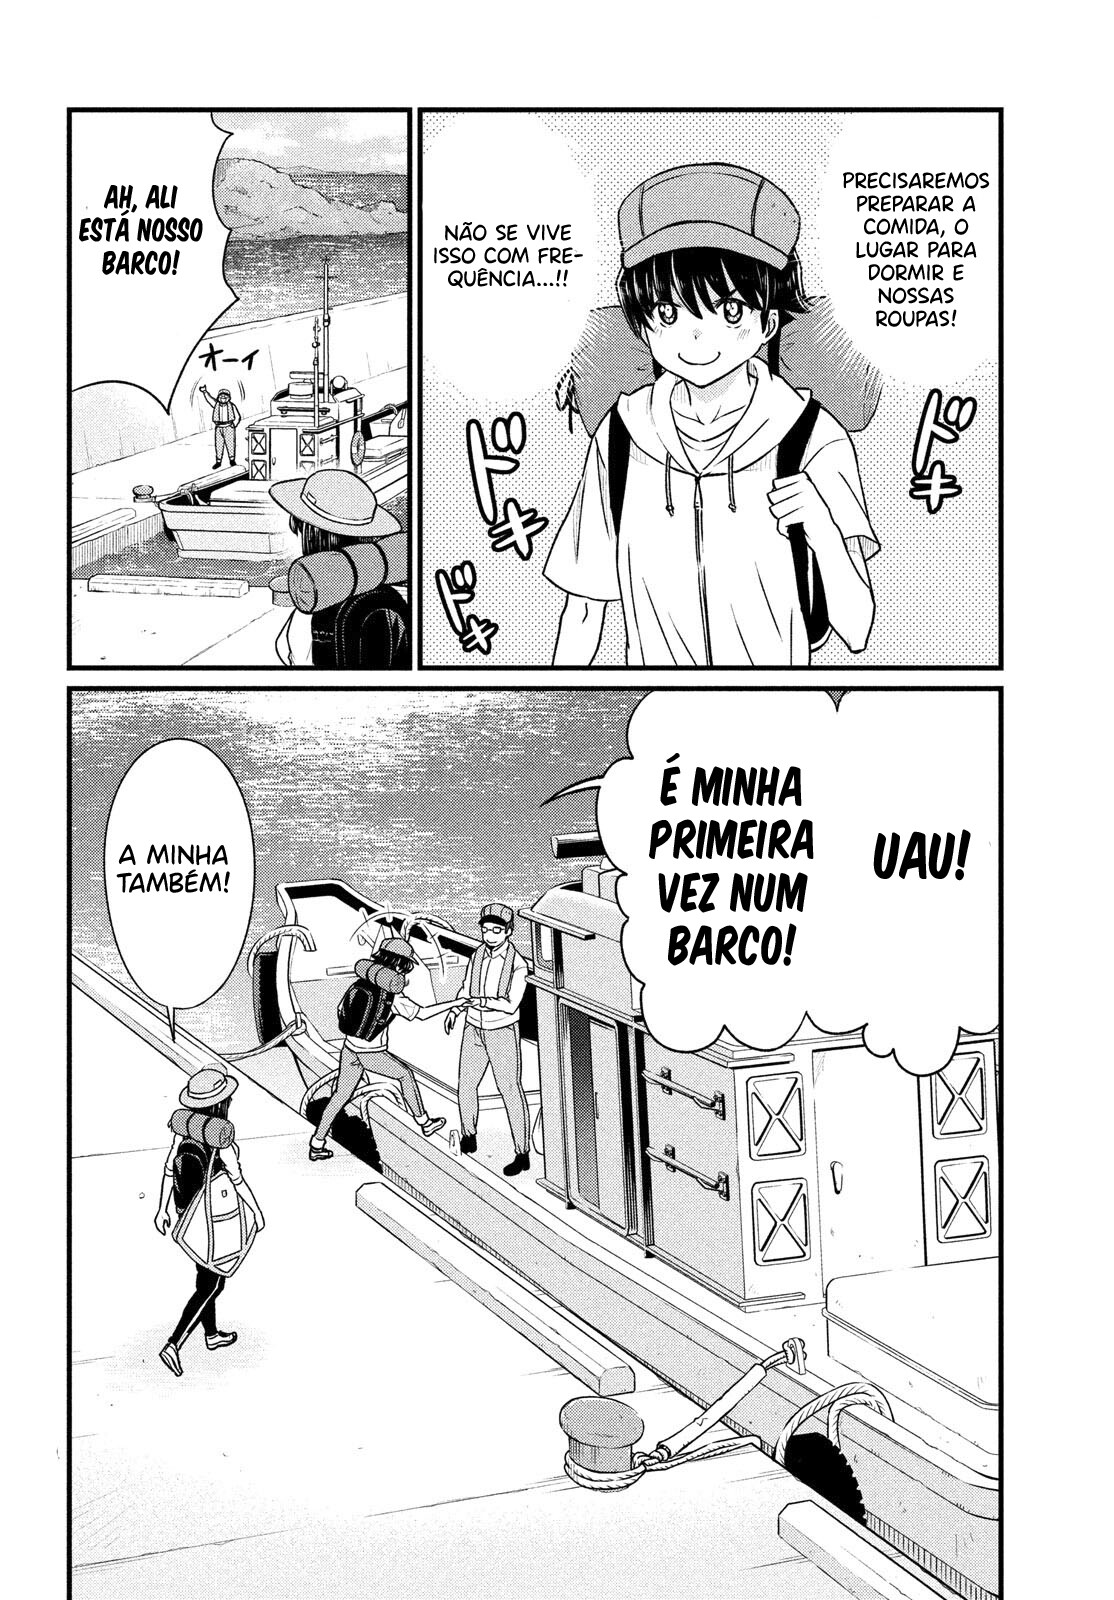 PRECISAREMOS
PREPARAR A
COMIDA, O
LUGAR PARA
DORMIR E
NOSSAS
ROUPAS!
NÃO SE VIVE
ISSO COM FRE-
QUÊNCIA...!!
ドキ
ドキ
ドキ
AH, ALI
ESTÁ NOSSO
BARCO!
オーイ
UAU!
É MINHA
PRIMEIRA
VEZ NUM
BARCO!
A MINHA
TAMBÉM!